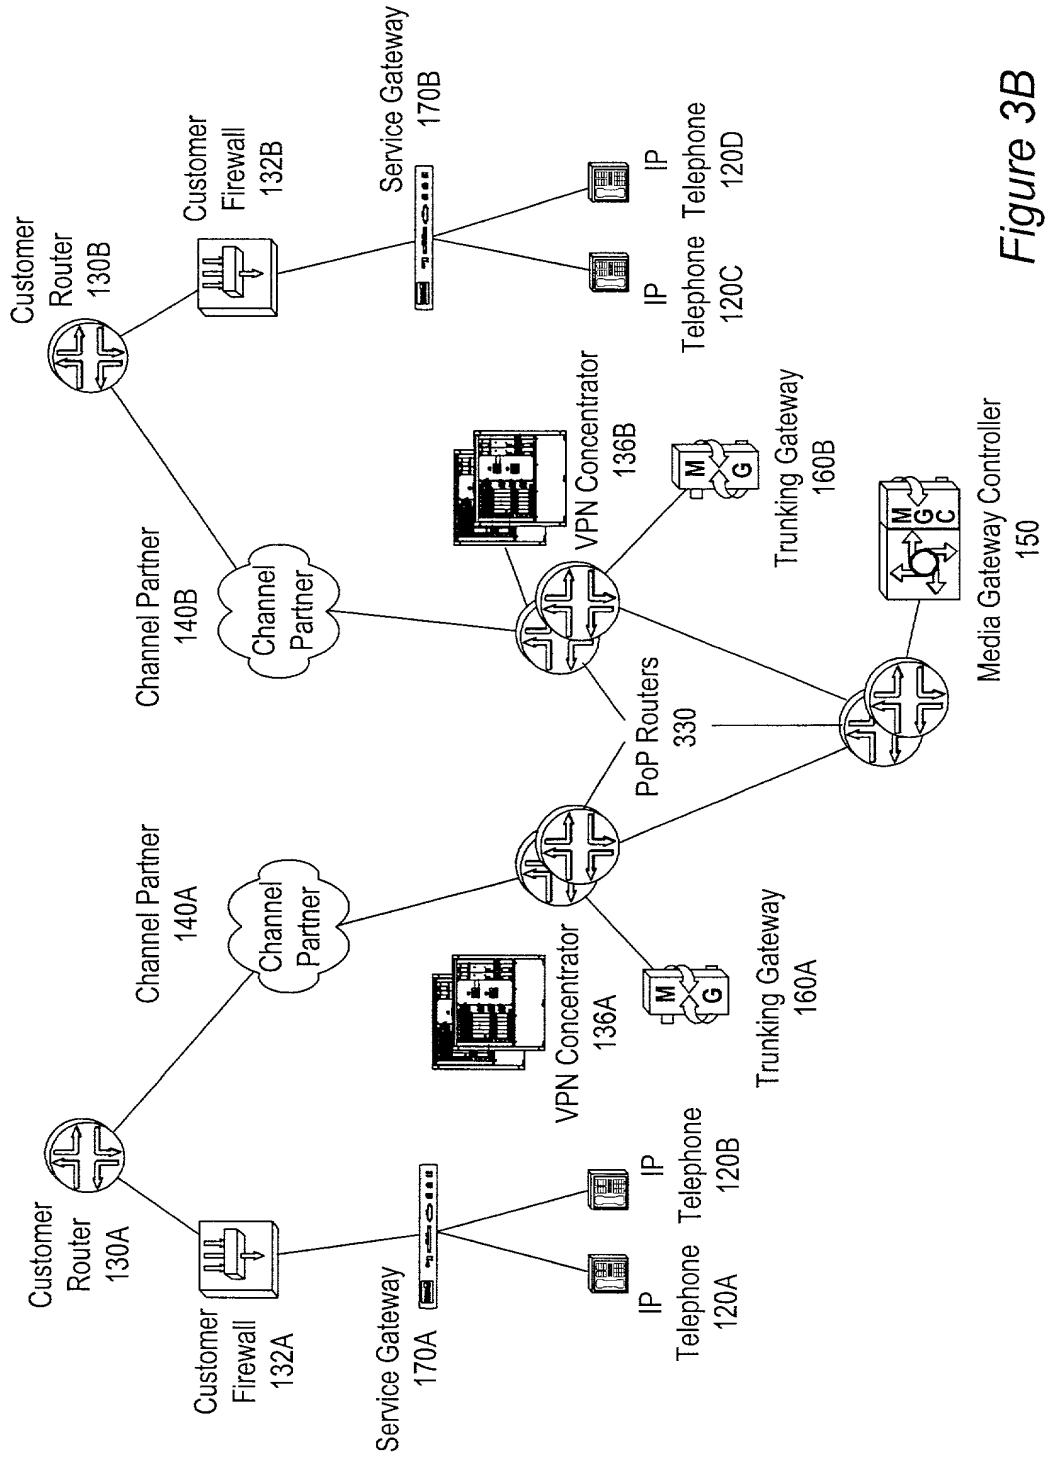 Customer
Router
130A
Customer
Firewall
132A
Service Gateway
170A
IP
Telephone
120A
IP
Telephone
120B
Channel Partner
140A
Channel
Partner
VPN Concentrator
136A
M
G
Trunking Gateway
160A
PoP Routers
330
Channel Partner
140B
Channel
Partner
VPN Concentrator
136B
M
G
Trunking Gateway
160B
M
G
C
Media Gateway Controller
150
Customer
Router
130B
Customer
Firewall
132B
Service Gateway
170B
IP
Telephone
120C
IP
Telephone
120D
Figure 3B